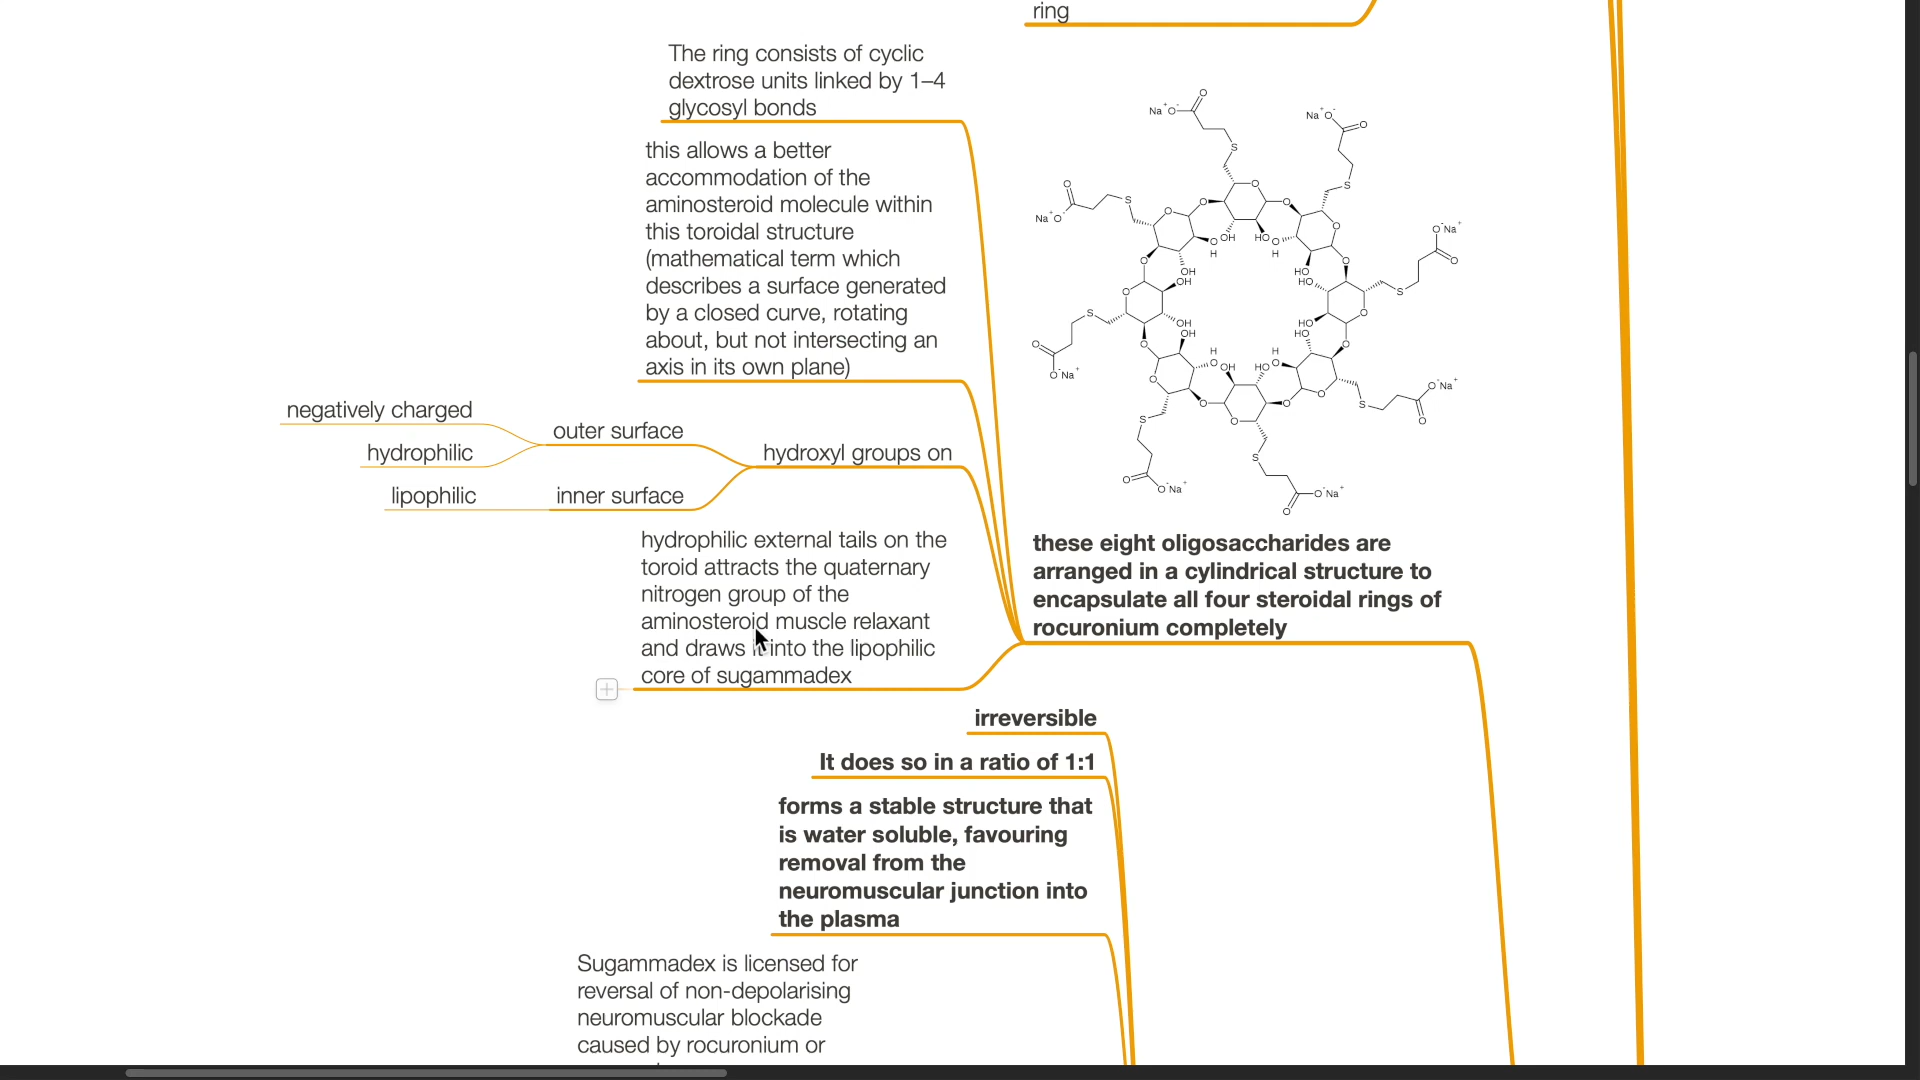 ring
The ring consists of cyclic
dextrose units linked by 1–4
glycosyl bonds
this allows a better
accommodation of the
aminosteroid molecule within
this toroidal structure
(mathematical term which
describes a surface generated
by a closed curve, rotating
about, but not intersecting an
axis in its own plane)
negatively charged
hydrophilic
outer surface
lipophilic
inner surface
hydroxyl groups on
hydrophilic external tails on the
toroid attracts the quaternary
nitrogen group of the
aminosteroid muscle relaxant
and draws it into the lipophilic
core of sugammadex
these eight oligosaccharides are
arranged in a cylindrical structure to
encapsulate all four steroidal rings of
rocuronium completely
irreversible
It does so in a ratio of 1:1
forms a stable structure that
is water soluble, favouring
removal from the
neuromuscular junction into
the plasma
Sugammadex is licensed for
reversal of non-depolarising
neuromuscular blockade
caused by rocuronium or